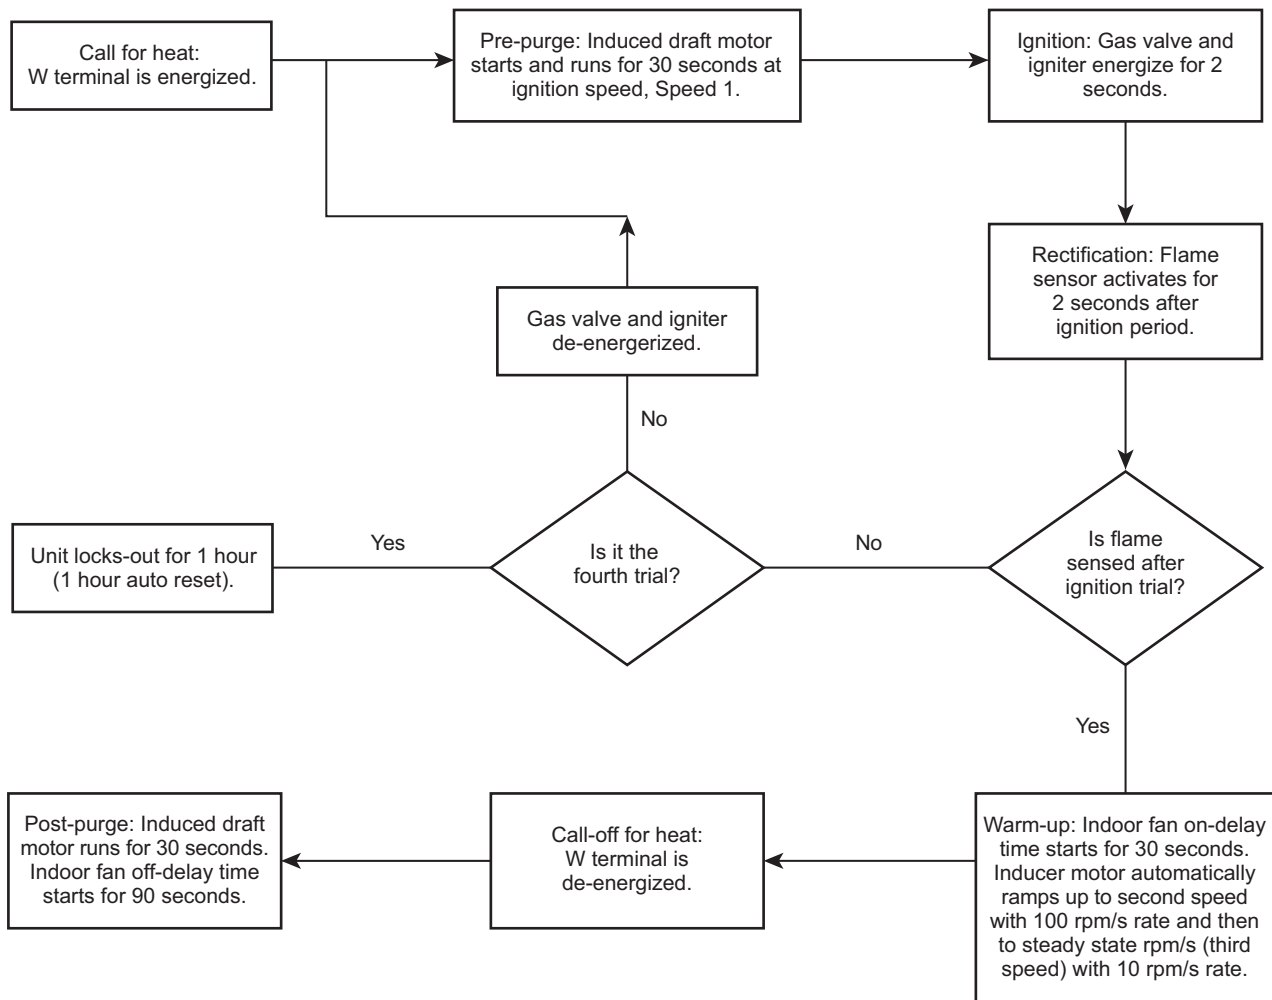 Call for heat:
W terminal is energized.
Pre-purge: Induced draft motor
starts and runs for 30 seconds at
ignition speed, Speed 1.
Ignition: Gas valve and
igniter energize for 2
seconds.
Rectification: Flame
sensor activates for
2 seconds after
ignition period.
Gas valve and igniter
de-energerized.
No
Unit locks-out for 1 hour
(1 hour auto reset).
Yes
Is it the
fourth trial?
No
Is flame
sensed after
ignition trial?
Yes
Post-purge: Induced draft
motor runs for 30 seconds.
Indoor fan off-delay time
starts for 90 seconds.
Call-off for heat:
W terminal is
de-energized.
Warm-up: Indoor fan on-delay
time starts for 30 seconds.
Inducer motor automatically
ramps up to second speed
with 100 rpm/s rate and then
to steady state rpm/s (third
speed) with 10 rpm/s rate.